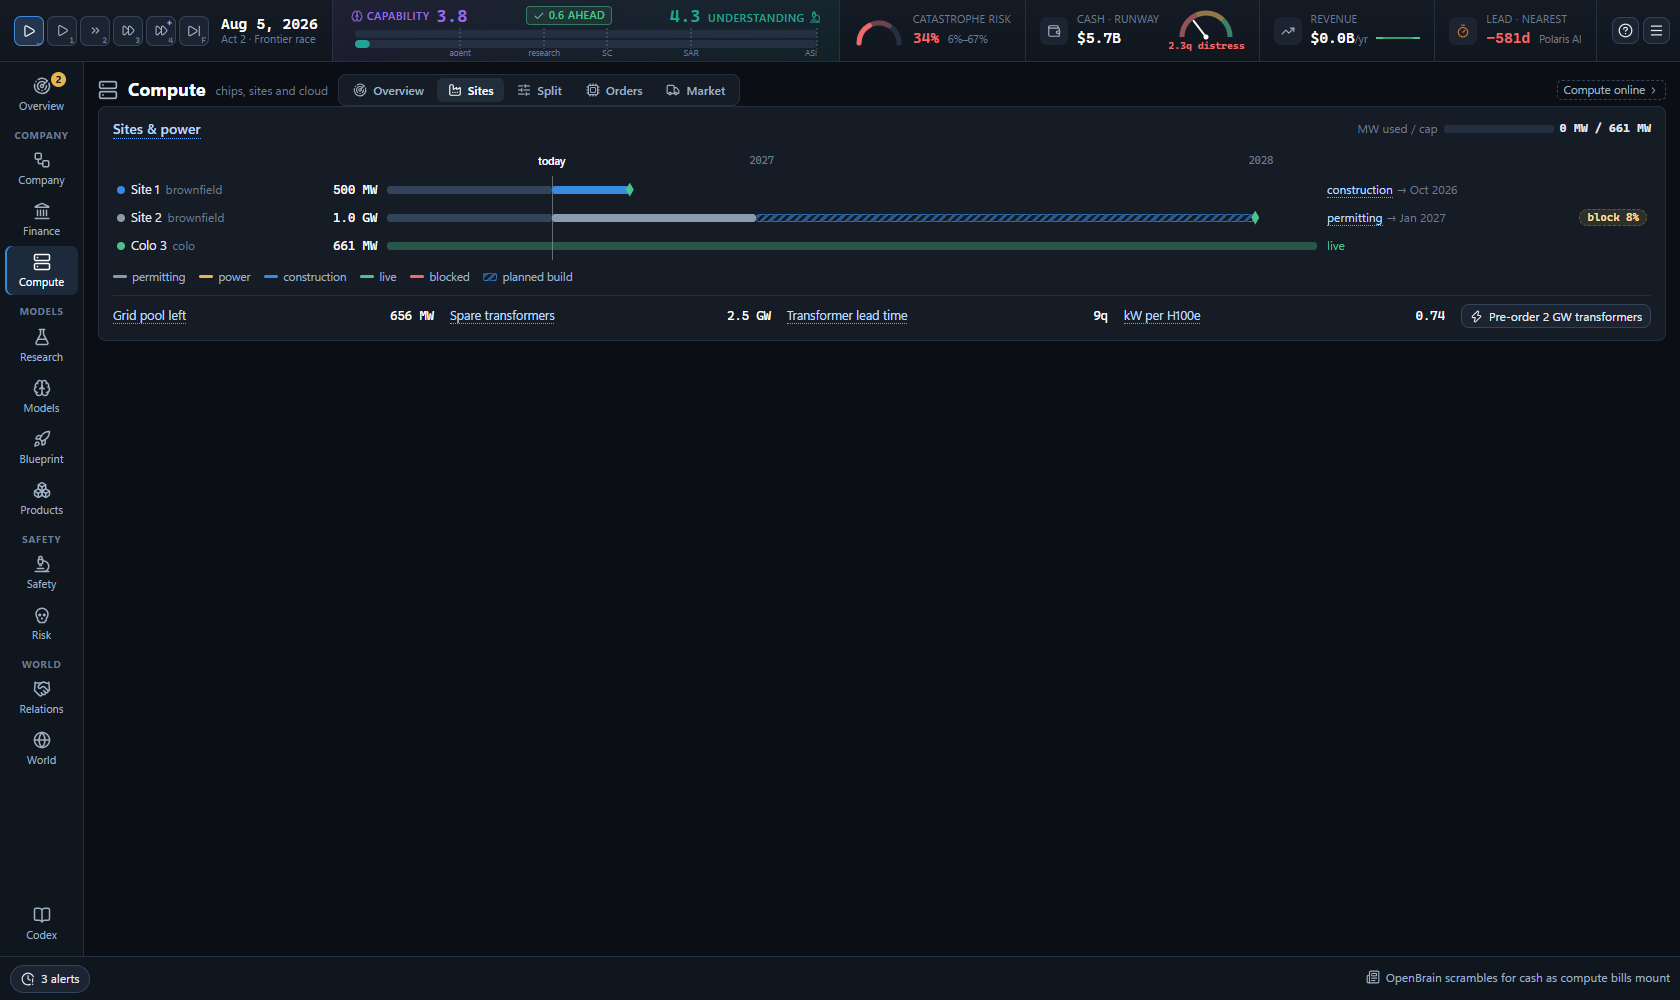 1
2
3
4
F
Aug 5, 2026
Act 2 · Frontier race
CAPABILITY 3.8
0.6 AHEAD
4.3 UNDERSTANDING
agent
research
SC
SAR
ASI
CATASTROPHE RISK
34% 6%–67%
CASH · RUNWAY
$5.7B
2.3q distress
REVENUE
$0.0B/yr
LEAD · NEAREST
−581d Polaris AI
2
Overview
COMPANY
Company
Finance
Compute
MODELS
Research
Models
Blueprint
Products
SAFETY
Safety
Risk
WORLD
Relations
World
Codex
Compute chips, sites and cloud
Overview
Sites
Split
Orders
Market
Compute online ›
Sites & power
MW used / cap 0 MW / 661 MW
today
2027
2028
Site 1 brownfield 500 MW construction → Oct 2026
Site 2 brownfield 1.0 GW permitting → Jan 2027 block 8%
Colo 3 colo 661 MW live
permitting
power
construction
live
blocked
planned build
Grid pool left 656 MW
Spare transformers 2.5 GW
Transformer lead time 9q
kW per H100e 0.74
Pre-order 2 GW transformers
3 alerts
OpenBrain scrambles for cash as compute bills mount